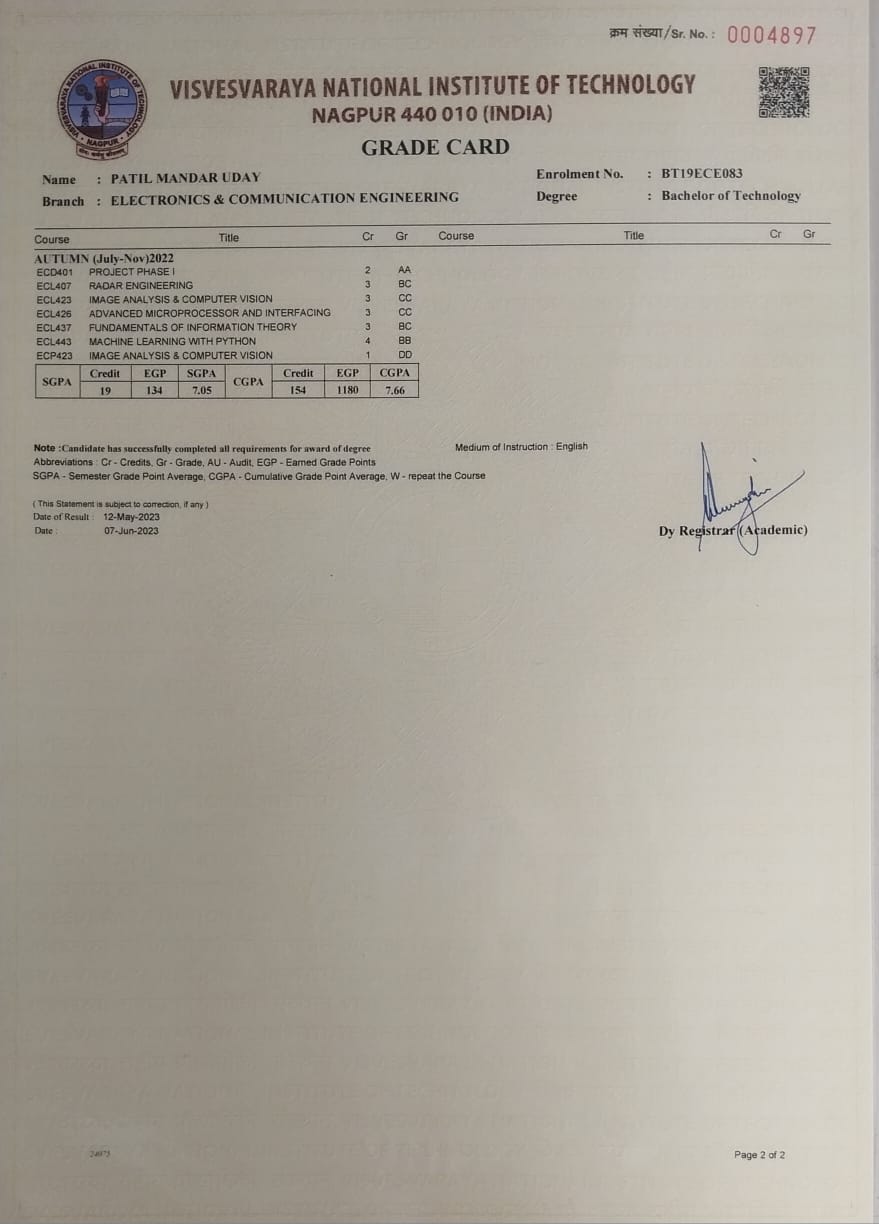 क्रम संख्या/Sr. No. : 0004897
VISVESVARAYA NATIONAL INSTITUTE OF TECHNOLOGY
NAGPUR 440 010 (INDIA)
VISVESVARAYA NATIONAL INSTITUTE OF TECHNOLOGY
NAGPUR
GRADE CARD
Name : PATIL MANDAR UDAY Enrolment No. : BT19ECE083
Branch : ELECTRONICS & COMMUNICATION ENGINEERING Degree : Bachelor of Technology
Course Title Cr Gr Course Title Cr Gr
AUTUMN (July-Nov)2022
ECD401 PROJECT PHASE I 2 AA
ECL407 RADAR ENGINEERING 3 BC
ECL423 IMAGE ANALYSIS & COMPUTER VISION 3 CC
ECL426 ADVANCED MICROPROCESSOR AND INTERFACING 3 CC
ECL437 FUNDAMENTALS OF INFORMATION THEORY 3 BC
ECL443 MACHINE LEARNING WITH PYTHON 4 BB
ECP423 IMAGE ANALYSIS & COMPUTER VISION 1 DD
SGPA Credit EGP SGPA CGPA Credit EGP CGPA
19 134 7.05 154 1180 7.66
Note :Candidate has successfully completed all requirements for award of degree Medium of Instruction : English
Abbreviations : Cr - Credits, Gr - Grade, AU - Audit, EGP - Earned Grade Points
SGPA - Semester Grade Point Average, CGPA - Cumulative Grade Point Average, W - repeat the Course
( This Statement is subject to correction, if any )
Date of Result : 12-May-2023
Date : 07-Jun-2023
Dy Registrar (Academic)
Page 2 of 2